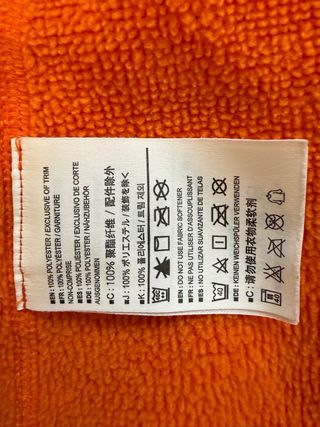 ■ EN: 100% POLYESTER / EXCLUSIVE OF TRIM
■ FR: 100% POLYESTER / GARNITURE
NON-COMPRISE
■ ES: 100% POLIÉSTER / EXCLUSIVO DE CORTE
■ DE: 100% POLYESTER / NÄHZUBEHÖR
AUSGENOMMEN
■ C: 100% 聚酯纤维 / 配件除外
■ J: 100% ポリエステル / 装飾を除く
■ K: 100% 폴리에스터 / 트림 제외
■ EN: DO NOT USE FABRIC SOFTENER
■ FR: NE PAS UTILISER D'ASSOUPLISSANT
■ ES: NO UTILIZAR SUAVIZANTE DE TELAS
40
■ DE: KEINEN WEICHSPÜLER VERWENDEN
■ C: 请勿使用衣物柔软剂
40